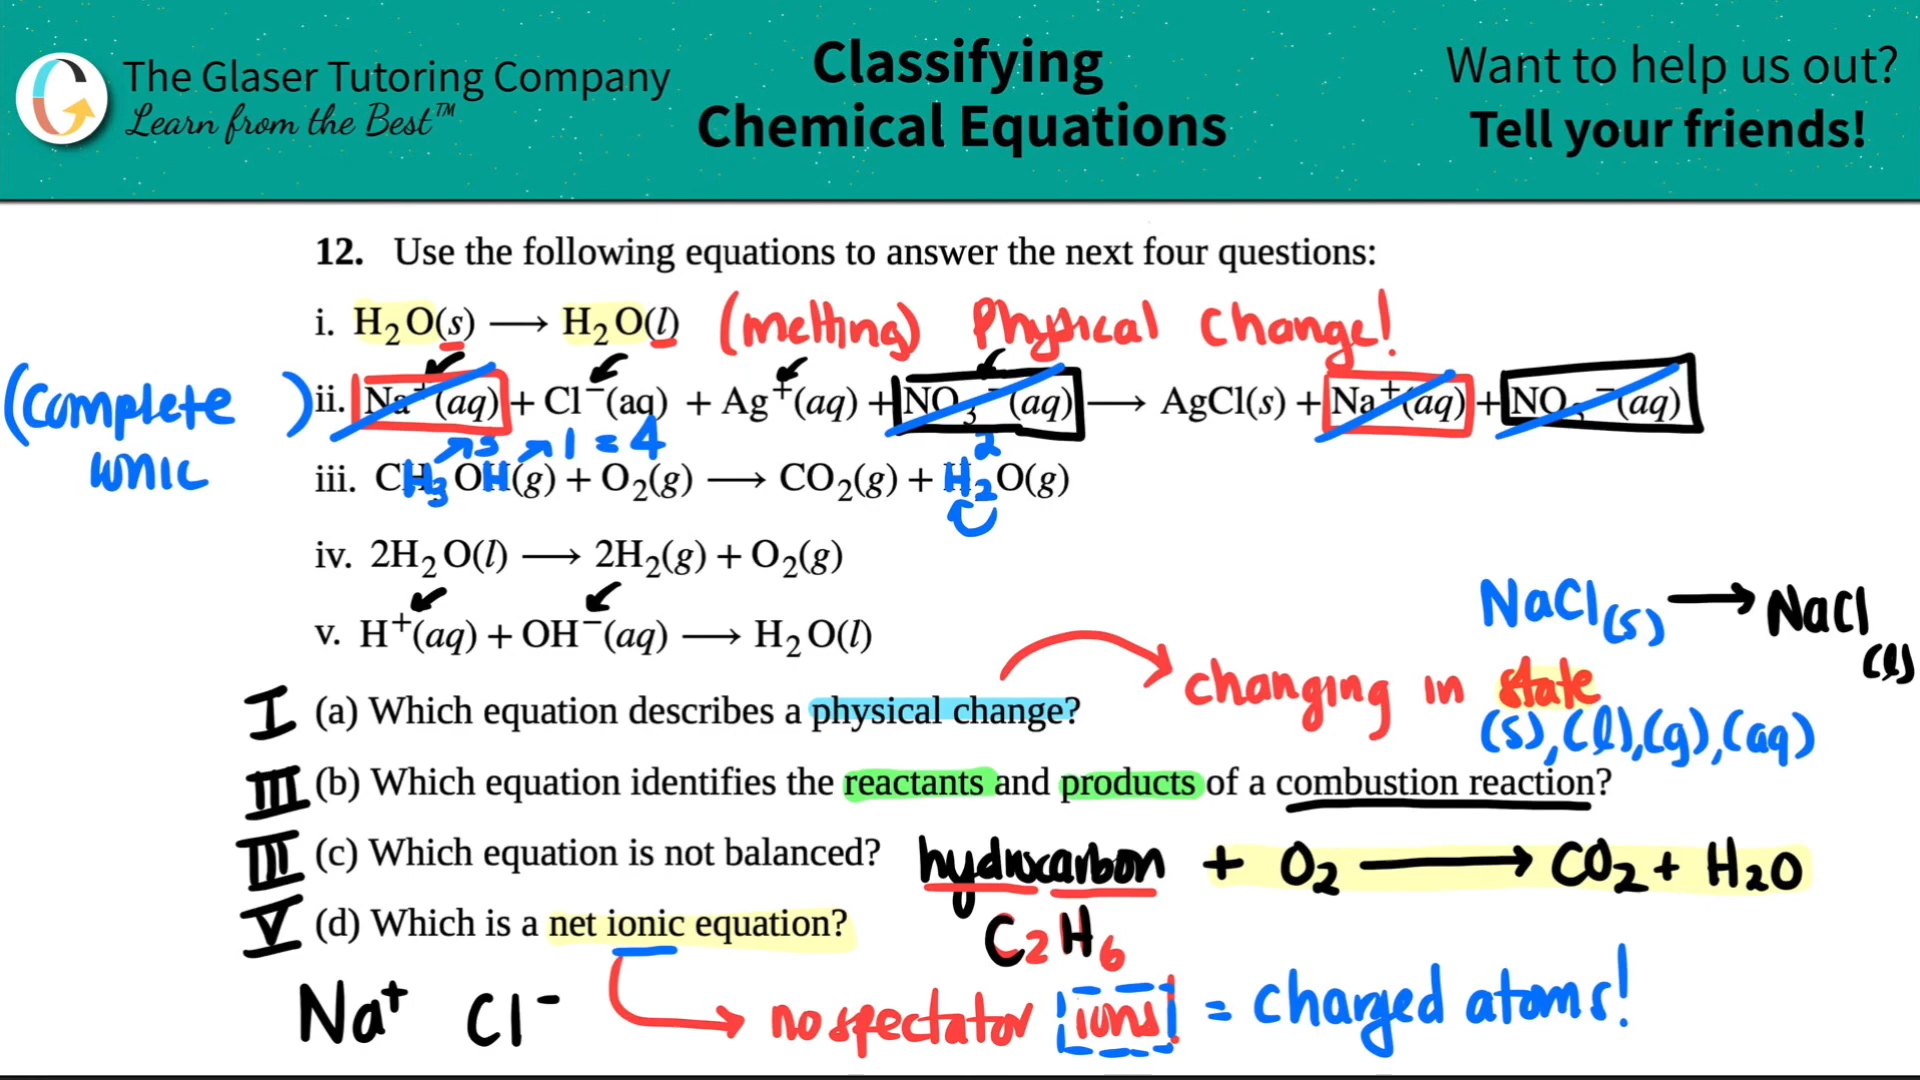 The Glaser Tutoring Company
Learn from the Best™
Classifying
Chemical Equations
Want to help us out?
Tell your friends!
12. Use the following equations to answer the next four questions:
i. H₂O(s) ⟶ H₂O(l) (melting) Physical Change!
(Complete Ionic)
ii. Na⁺(aq) + Cl⁻(aq) + Ag⁺(aq) + NO₃⁻(aq) ⟶ AgCl(s) + Na⁺(aq) + NO₃⁻(aq)
3 1 = 4 2
iii. CH₃OH(g) + O₂(g) ⟶ CO₂(g) + H₂O(g)
iv. 2H₂O(l) ⟶ 2H₂(g) + O₂(g)
v. H⁺(aq) + OH⁻(aq) ⟶ H₂O(l)
NaCl(s) ⟶ NaCl(l)
I (a) Which equation describes a physical change?
changing in state
(s), (l), (g), (aq)
III (b) Which equation identifies the reactants and products of a combustion reaction?
III (c) Which equation is not balanced?
hydrocarbon + O₂ ⟶ CO₂ + H₂O
C₂H₆
V (d) Which is a net ionic equation?
Na⁺ Cl⁻
no spectator ions = charged atoms!